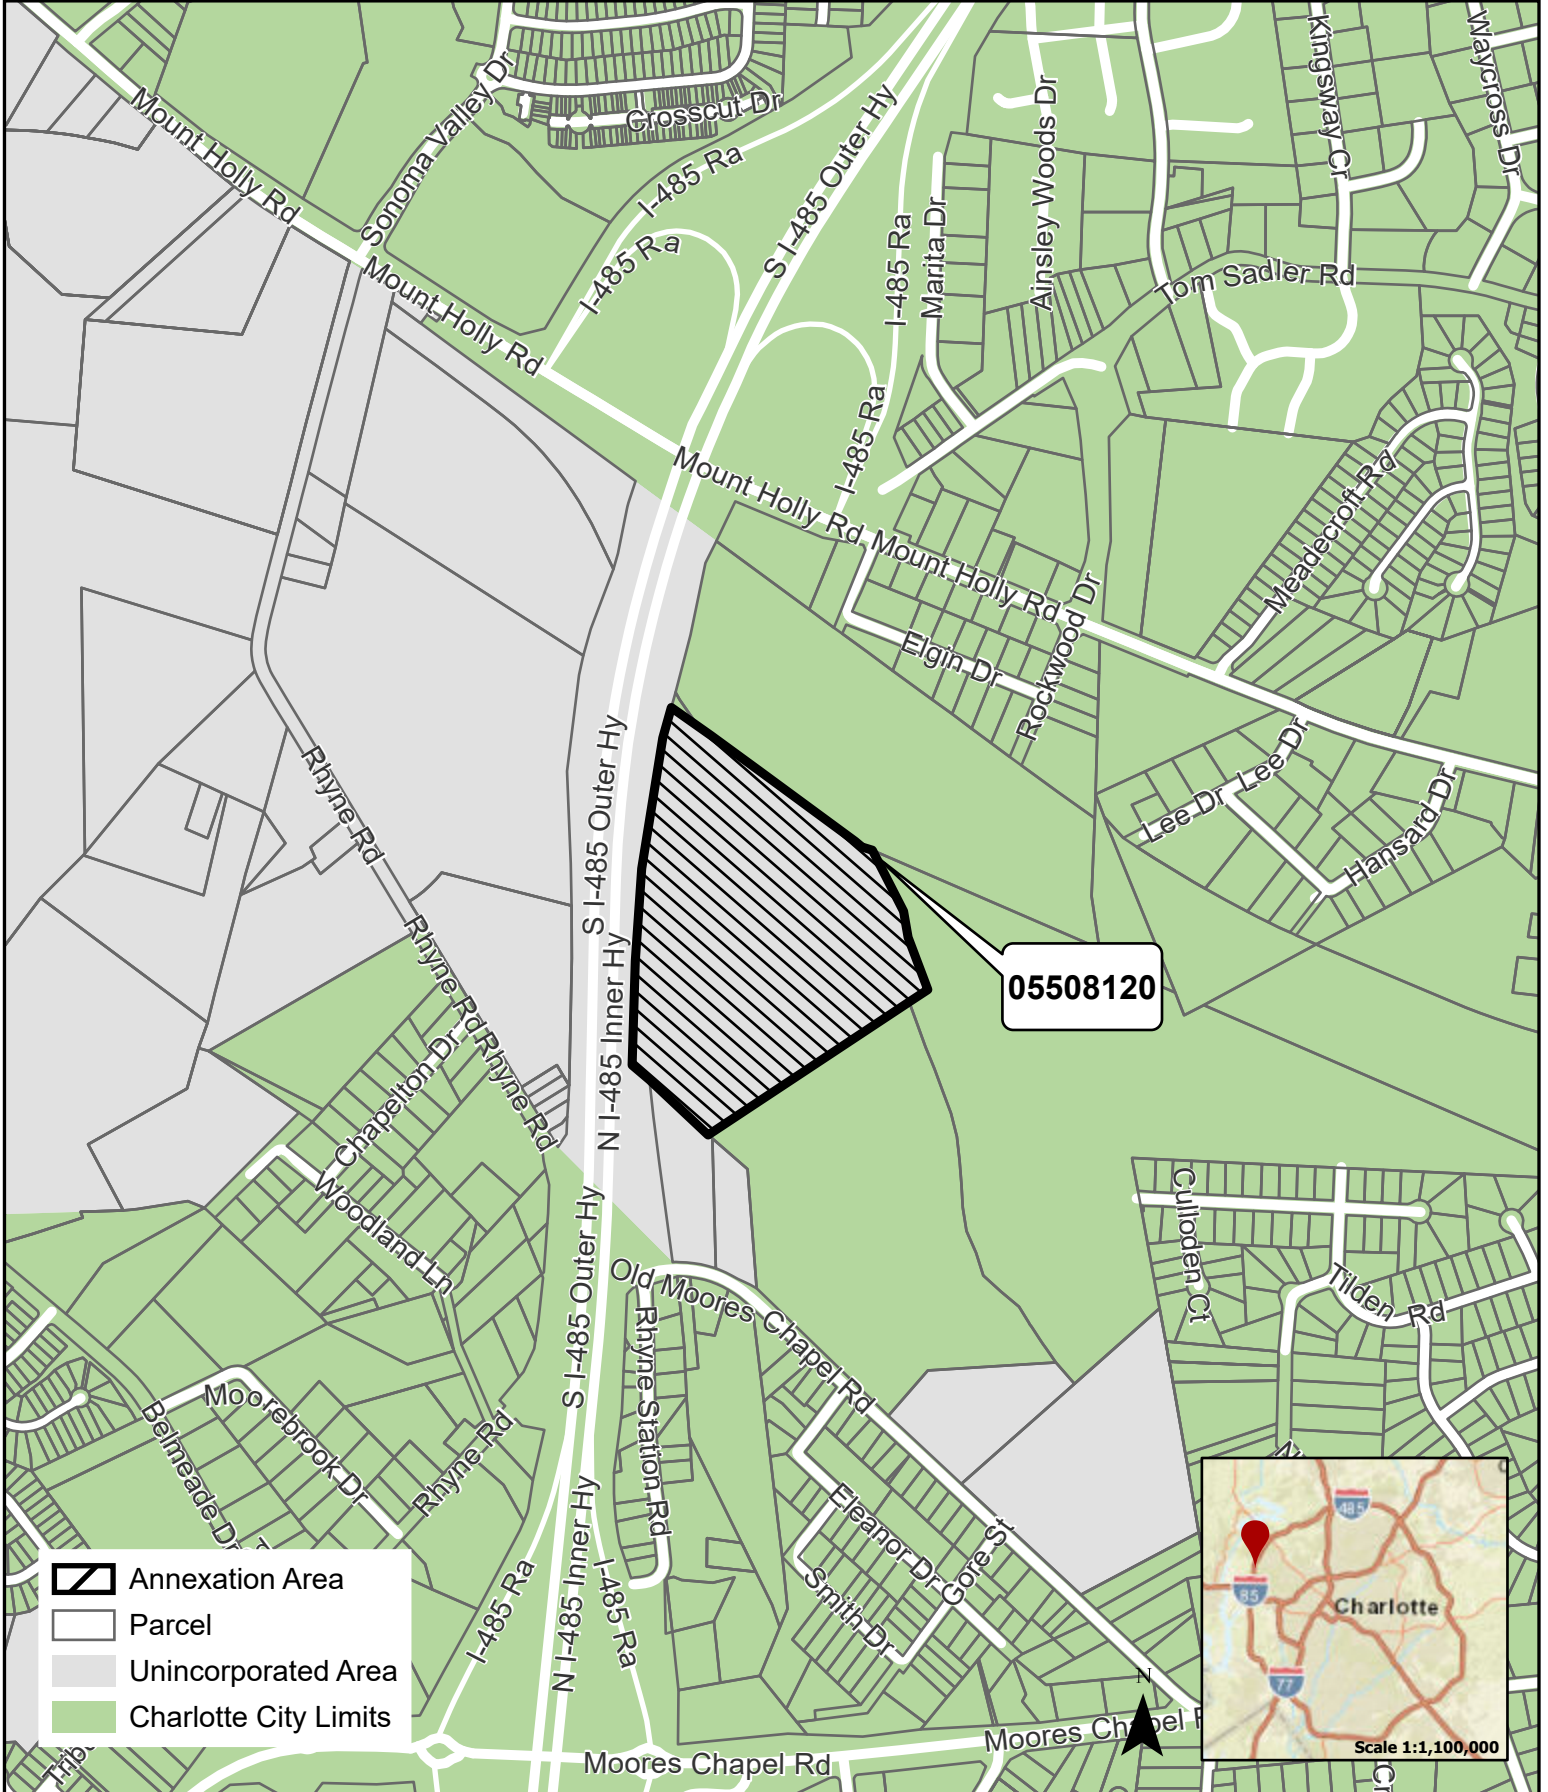 Kingsway Cr
Waycross Dr
Mount Holly Rd
Sonoma Valley Dr
Crosscut Dr
I-485 Ra
S I-485 Outer Hy
Ainsley Woods Dr
I-485 Ra
I-485 Ra
Marita Dr
Tom Sadler Rd
Mount Holly Rd
I-485 Ra
Mount Holly Rd
Mount Holly Rd
Meadecroft Rd
Elgin Dr
Rockwood Dr
Lee Dr
Lee Dr
Hansard Dr
Rhyne Rd
S I-485 Outer Hy
Rhyne Rd
N I-485 Inner Hy
05508120
Rhyne Rd
Chapelton Dr
Woodland Ln
S I-485 Outer Hy
Old Moores Chapel Rd
Rhyne Station Rd
Culloden Ct
Tilden Rd
Moorebrook Dr
Belmeade Dr
Rhyne Rd
N I-485 Inner Hy
I-485 Ra
I-485 Ra
Eleanor Dr
Gore St
Smith Dr
Moores Chapel Rd
Moores Chapel R
N
Annexation Area
Parcel
Unincorporated Area
Charlotte City Limits
485
85
Charlotte
77
Scale 1:1,100,000